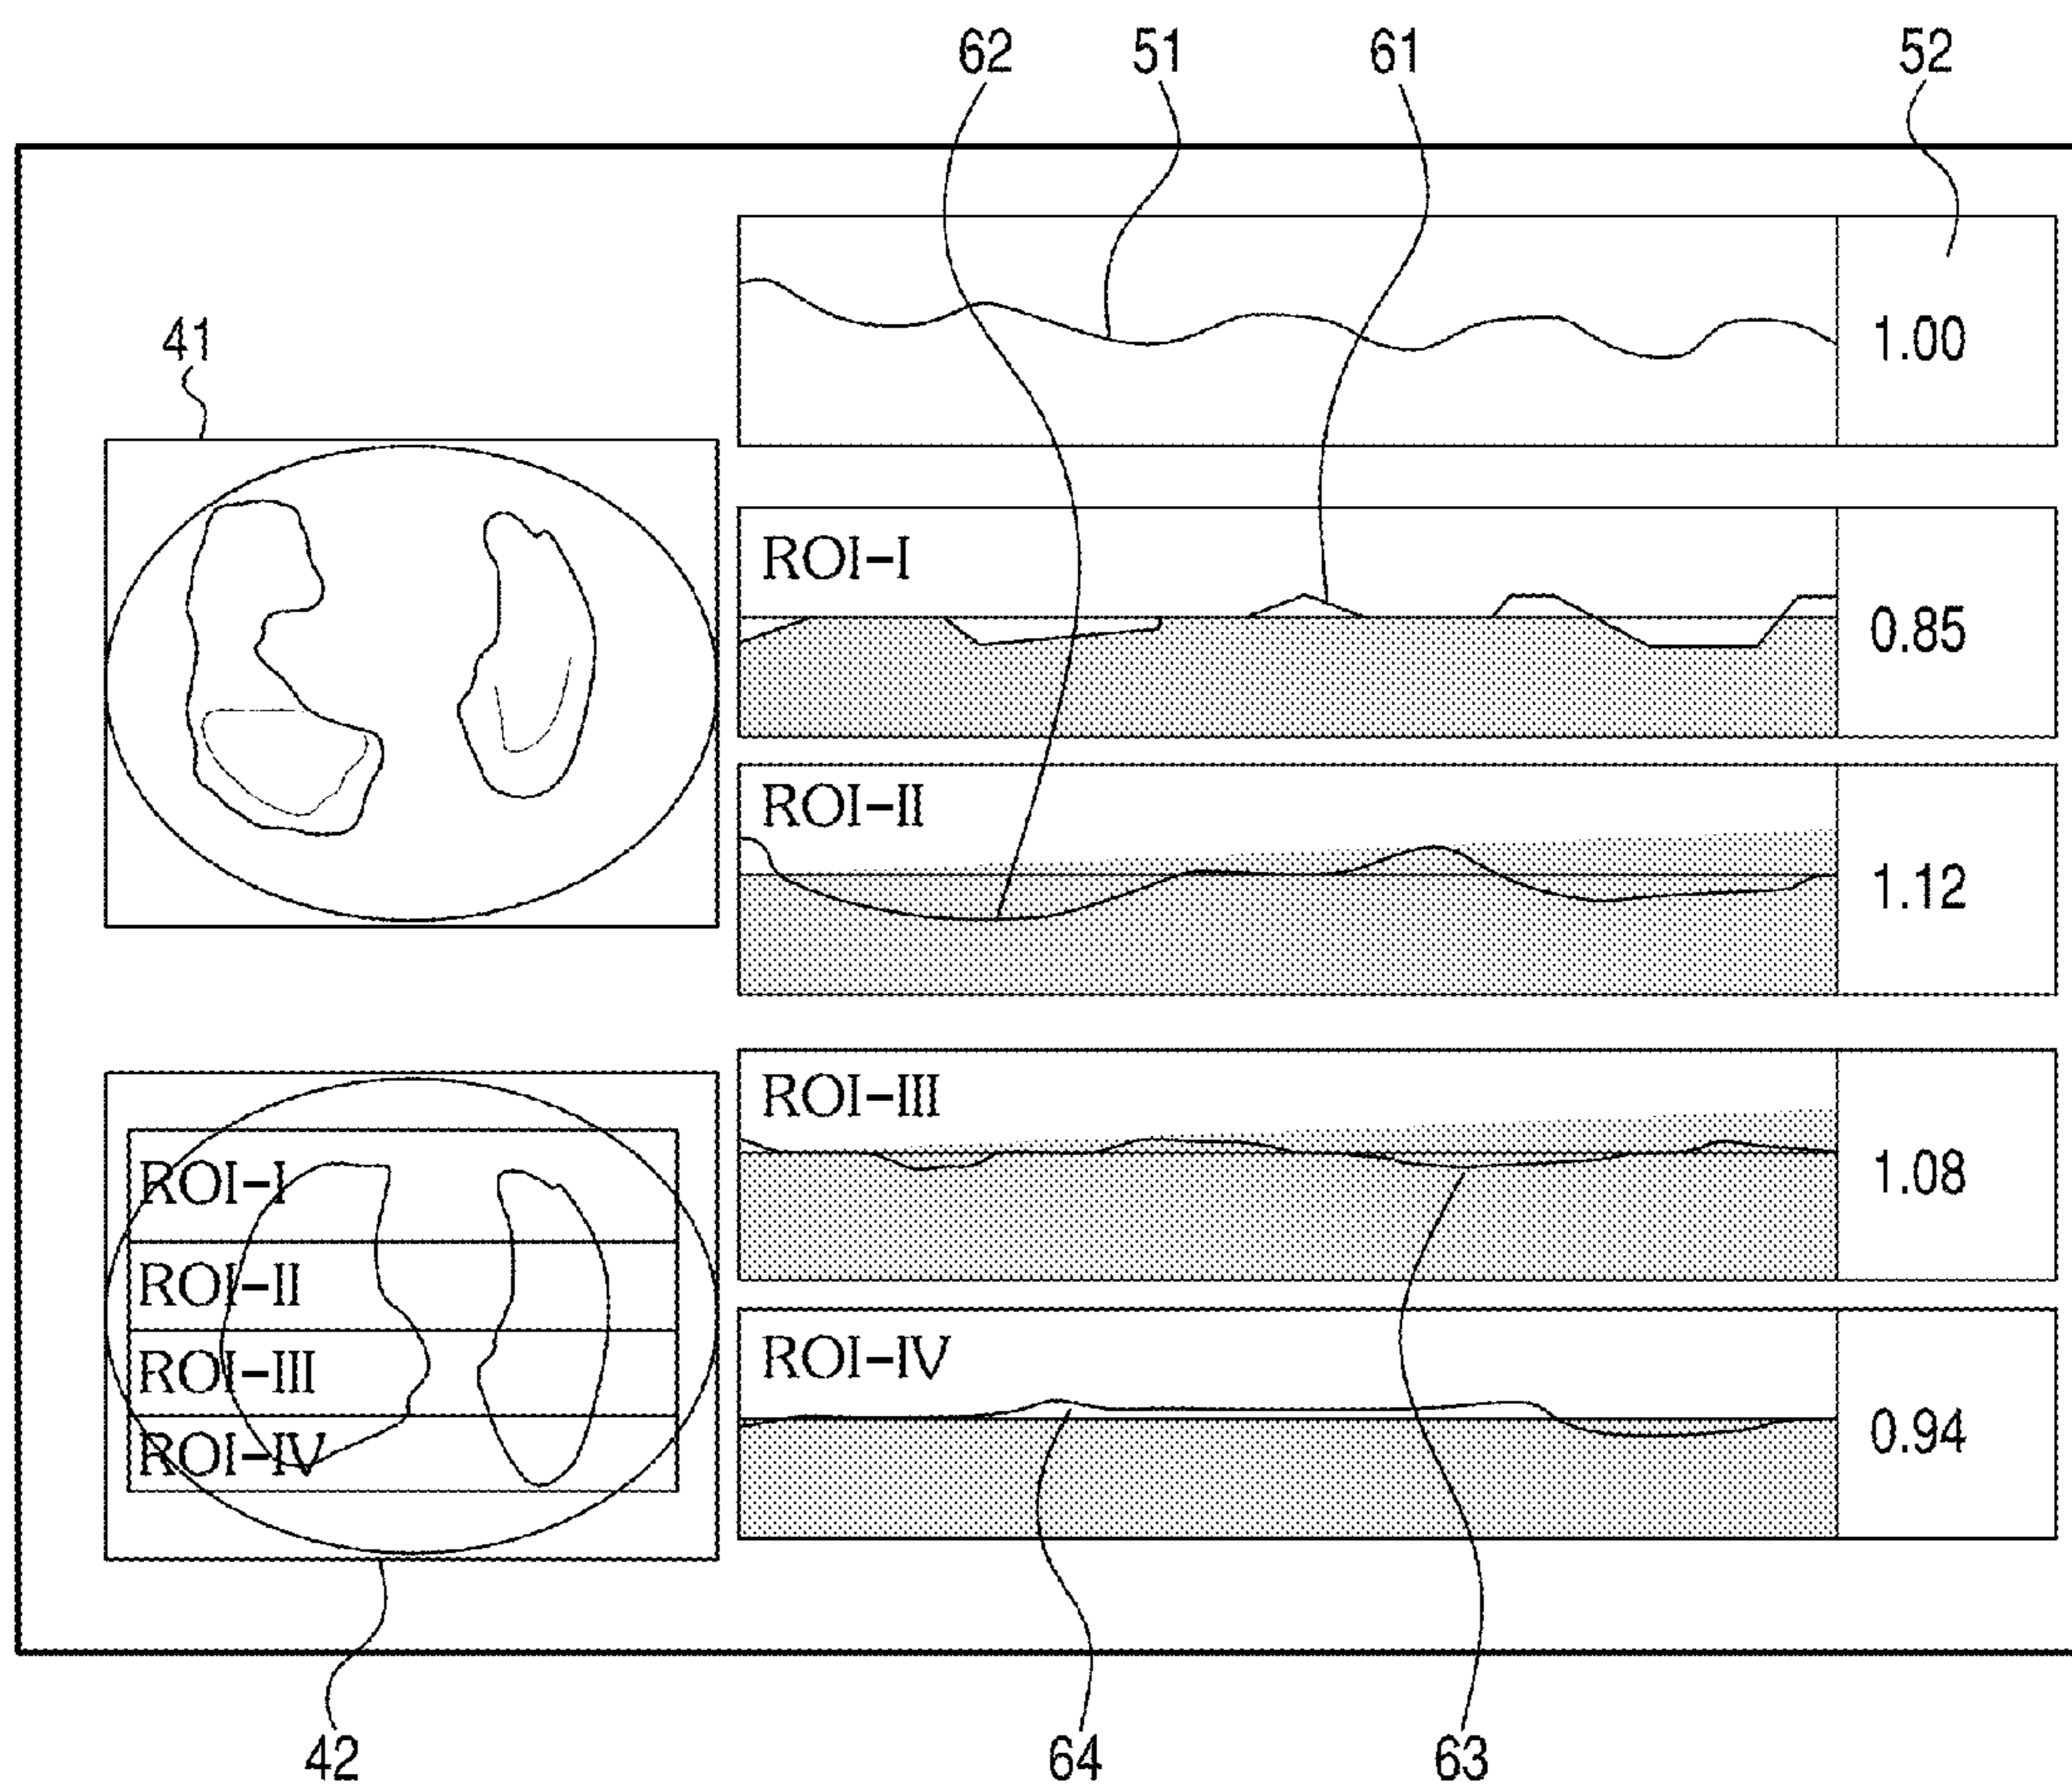 62 51 61 52
41
1.00
ROI-I
0.85
ROI-II
1.12
ROI-III
1.08
ROI-IV
0.94
ROI-I
ROI-II
ROI-III
ROI-IV
42 64 63